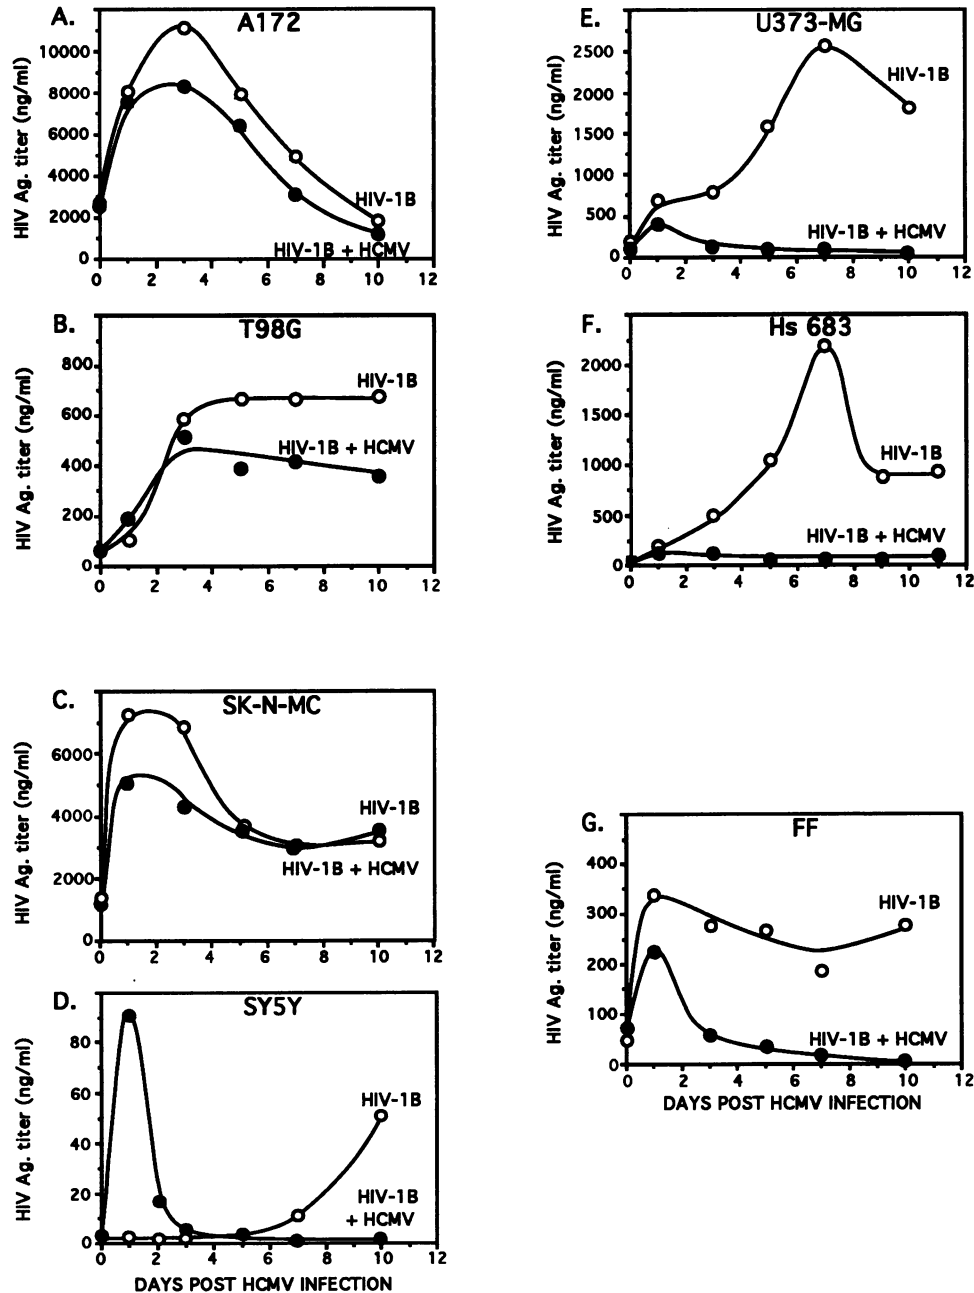 A.
A172
HIV Ag. titer (ng/ml)
10000
8000
6000
4000
2000
0
HIV-1B
HIV-1B + HCMV
0 2 4 6 8 10 12
B.
T98G
HIV Ag. titer (ng/ml)
800
600
400
200
0
HIV-1B
HIV-1B + HCMV
0 2 4 6 8 10 12
C.
SK-N-MC
HIV Ag. titer (ng/ml)
6000
4000
2000
0
HIV-1B
HIV-1B + HCMV
0 2 4 6 8 10 12
D.
SY5Y
HIV Ag. titer (ng/ml)
80
60
40
20
0
HIV-1B
HIV-1B
+ HCMV
0 2 4 6 8 10 12
DAYS POST HCMV INFECTION
E.
U373-MG
HIV Ag. titer (ng/ml)
2500
2000
1500
1000
500
0
HIV-1B
HIV-1B + HCMV
0 2 4 6 8 10 12
F.
Hs 683
HIV Ag. titer (ng/ml)
2000
1500
1000
500
0
HIV-1B
HIV-1B + HCMV
0 2 4 6 8 10 12
G.
FF
HIV Ag. titer (ng/ml)
400
300
200
100
0
HIV-1B
HIV-1B + HCMV
0 2 4 6 8 10 12
DAYS POST HCMV INFECTION